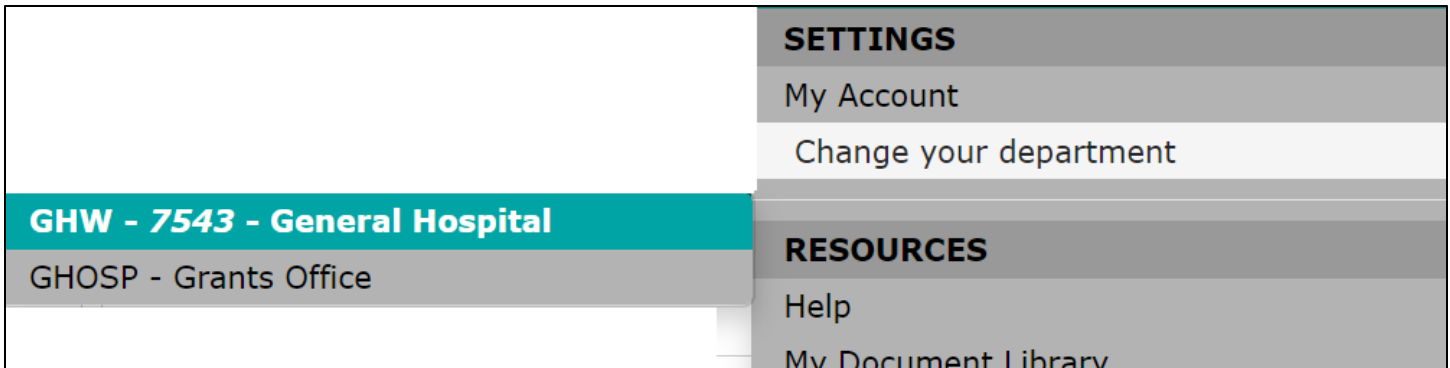 SETTINGS
My Account
Change your department
GHW - 7543 - General Hospital
GHOSP - Grants Office
RESOURCES
Help
My Document Library